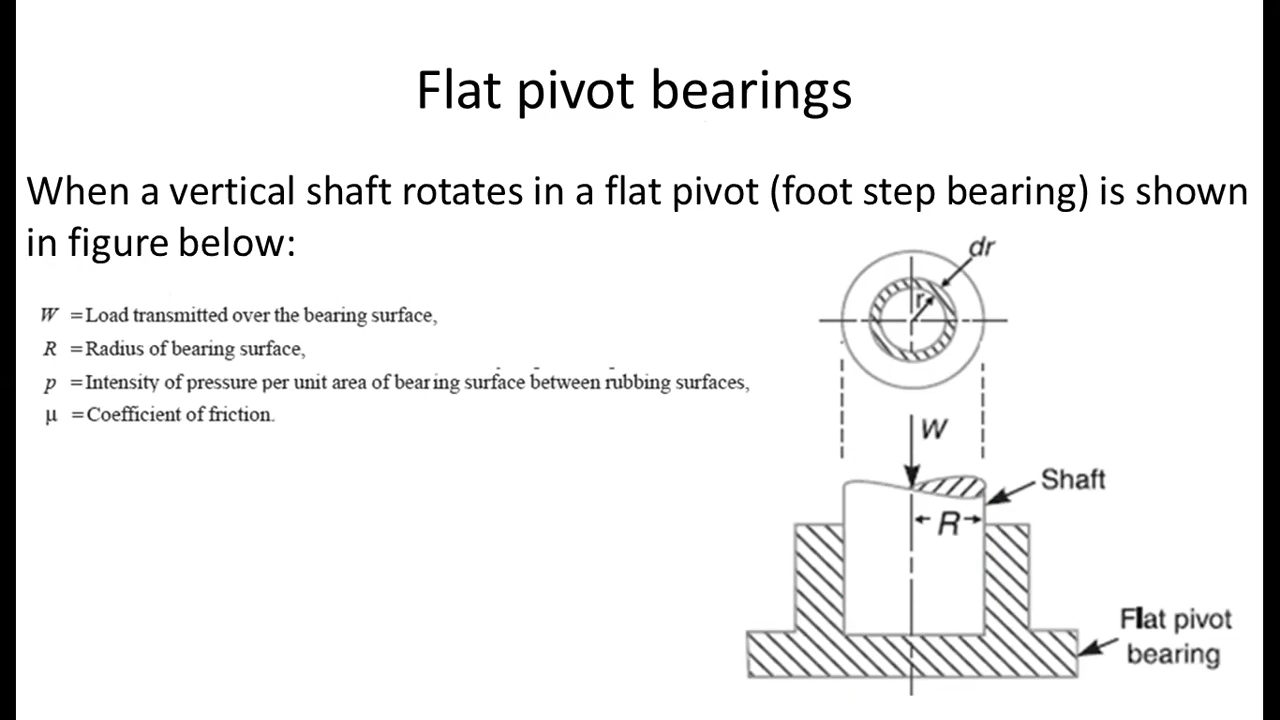 Flat pivot bearings
When a vertical shaft rotates in a flat pivot (foot step bearing) is shown
in figure below:
W =Load transmitted over the bearing surface,
R =Radius of bearing surface,
p =Intensity of pressure per unit area of bearing surface between rubbing surfaces,
μ =Coefficient of friction.
dr
r
W
Shaft
R
Flat pivot
bearing